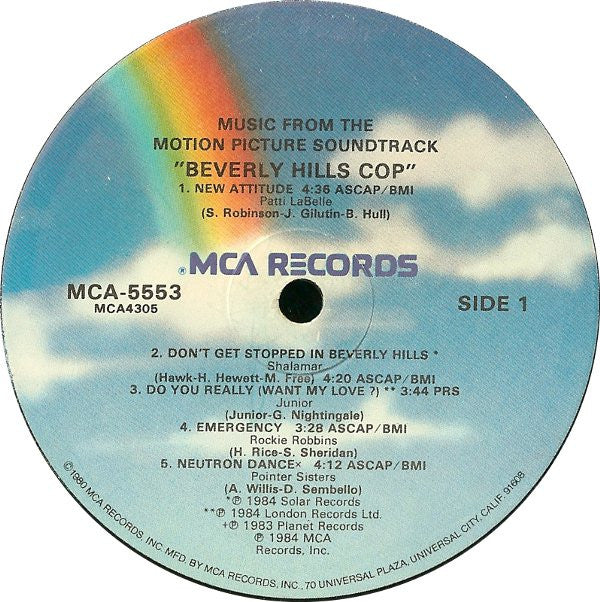 MUSIC FROM THE
MOTION PICTURE SOUNDTRACK
"BEVERLY HILLS COP"
1. NEW ATTITUDE 4:36 ASCAP/BMI
Patti LaBelle
(S. Robinson-J. Gilutin-B. Hull)
® MCA RECORDS
MCA-5553
MCA4305
SIDE 1
2. DON'T GET STOPPED IN BEVERLY HILLS *
Shalamar
(Hawk-H. Hewett-M. Free) 4:20 ASCAP/BMI
3. DO YOU REALLY (WANT MY LOVE?) ** 3:44 PRS
Junior
(Junior-G. Nightingale)
4. EMERGENCY 3:28 ASCAP/BMI
Rockie Robbins
(H. Rice-S. Sheridan)
5. NEUTRON DANCE× 4:12 ASCAP/BMI
Pointer Sisters
(A. Willis-D. Sembello)
*℗ 1984 Solar Records
**℗ 1984 London Records Ltd.
+℗ 1983 Planet Records
℗ 1984 MCA
Records, Inc.
©1980 MCA RECORDS, INC. MFD. BY MCA RECORDS, INC., 70 UNIVERSAL PLAZA, UNIVERSAL CITY, CALIF. 91608